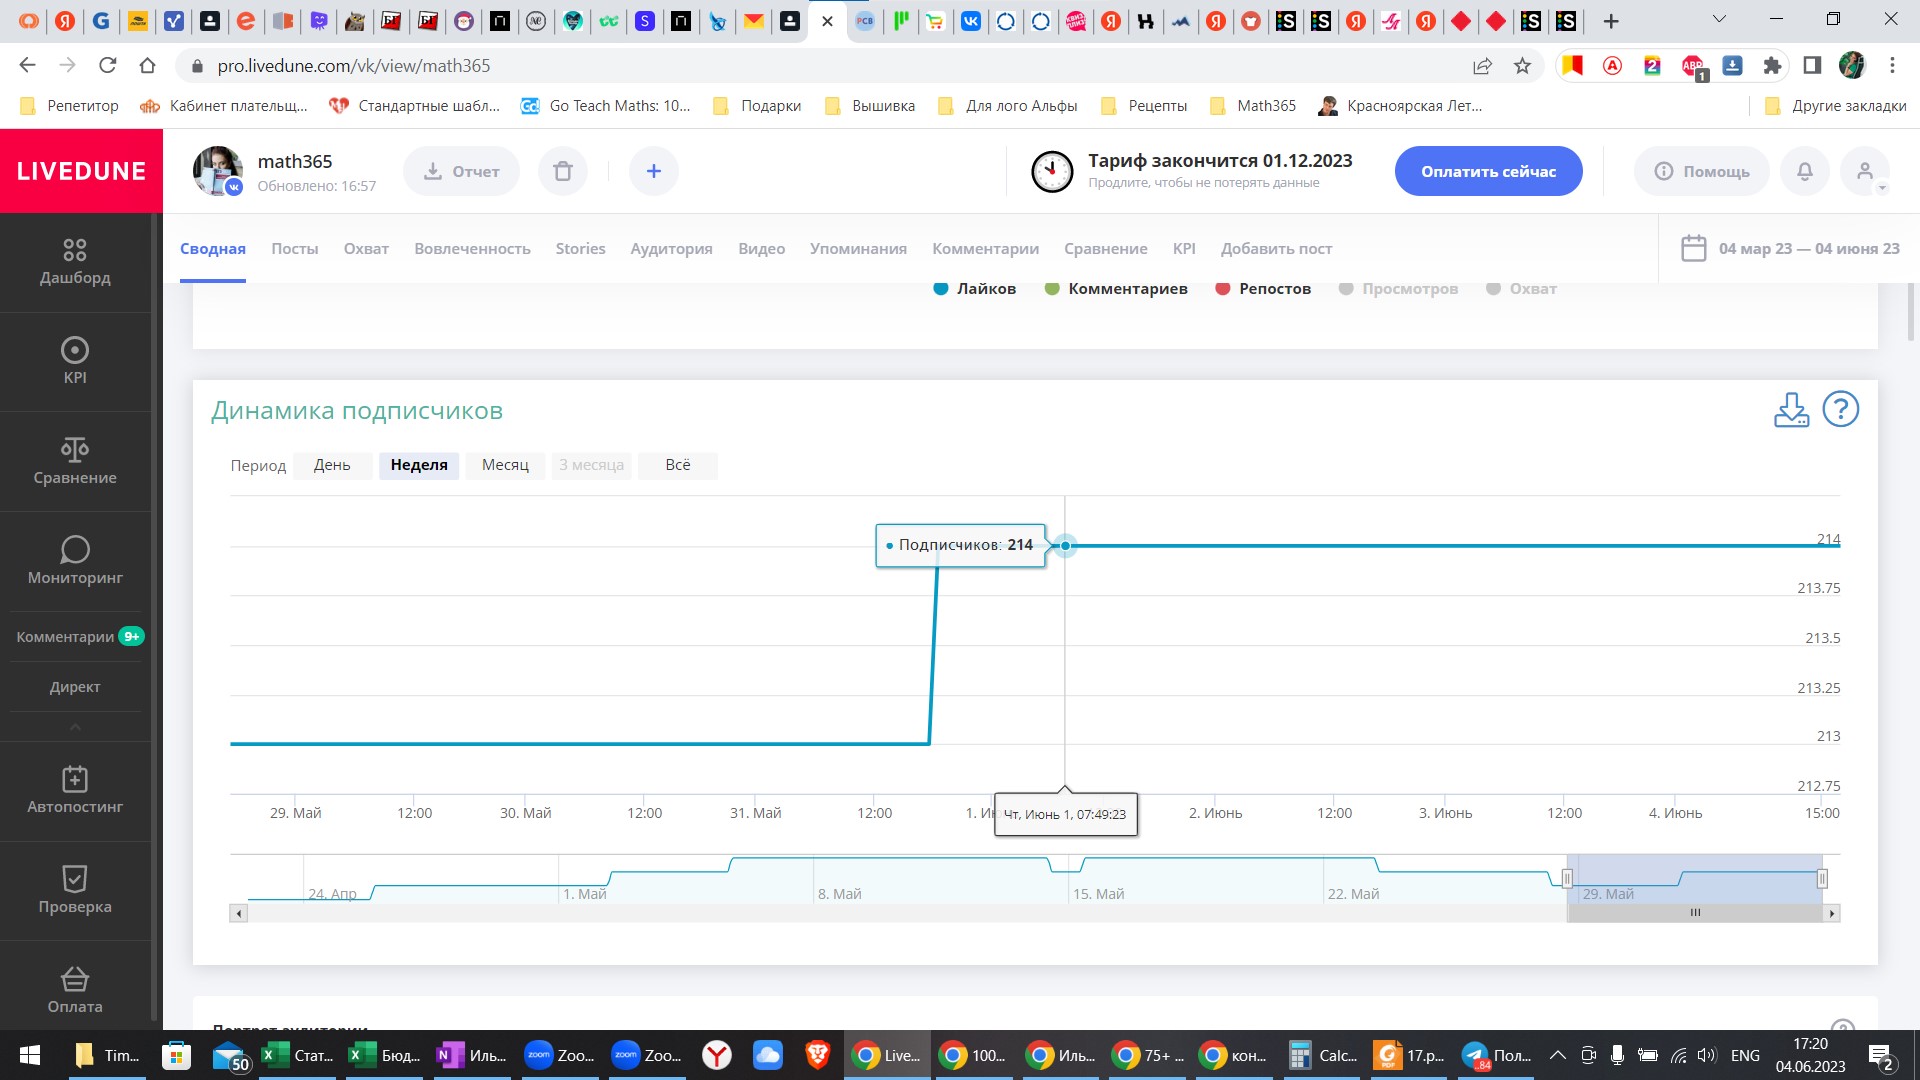 pro.livedune.com/vk/view/math365
1
Репетитор
Кабинет плательщ...
Стандартные шабл...
Go Teach Maths: 10...
Подарки
Вышивка
Для лого Альфы
Рецепты
Math365
Красноярская Лет...
Другие закладки
LIVEDUNE
math365
Обновлено: 16:57
Отчет
Тариф закончится 01.12.2023
Продлите, чтобы не потерять данные
Оплатить сейчас
Помощь
Сводная
Посты
Охват
Вовлеченность
Stories
Аудитория
Видео
Упоминания
Комментарии
Сравнение
KPI
Добавить пост
04 мар 23 — 04 июня 23
Дашборд
KPI
Сравнение
Мониторинг
Комментарии 9+
Директ
Автопостинг
Проверка
Оплата
Лайков
Комментариев
Репостов
Просмотров
Охват
Динамика подписчиков
Период
День
Неделя
Месяц
3 месяца
Всё
Подписчиков: 214
214
213.75
213.5
213.25
213
212.75
29. Май
12:00
30. Май
12:00
31. Май
12:00
Чт, Июнь 1, 07:49:23
2. Июнь
12:00
3. Июнь
12:00
4. Июнь
15:00
24. Апр
1. Май
8. Май
15. Май
22. Май
29. Май
Портрет аудитории
Tim...
50
Стат...
Бюд...
Иль...
Zoo...
Zoo...
Live...
100...
Иль...
75+ ...
кон...
Calc...
17.p...
Пол...
ENG
17:20
04.06.2023
2